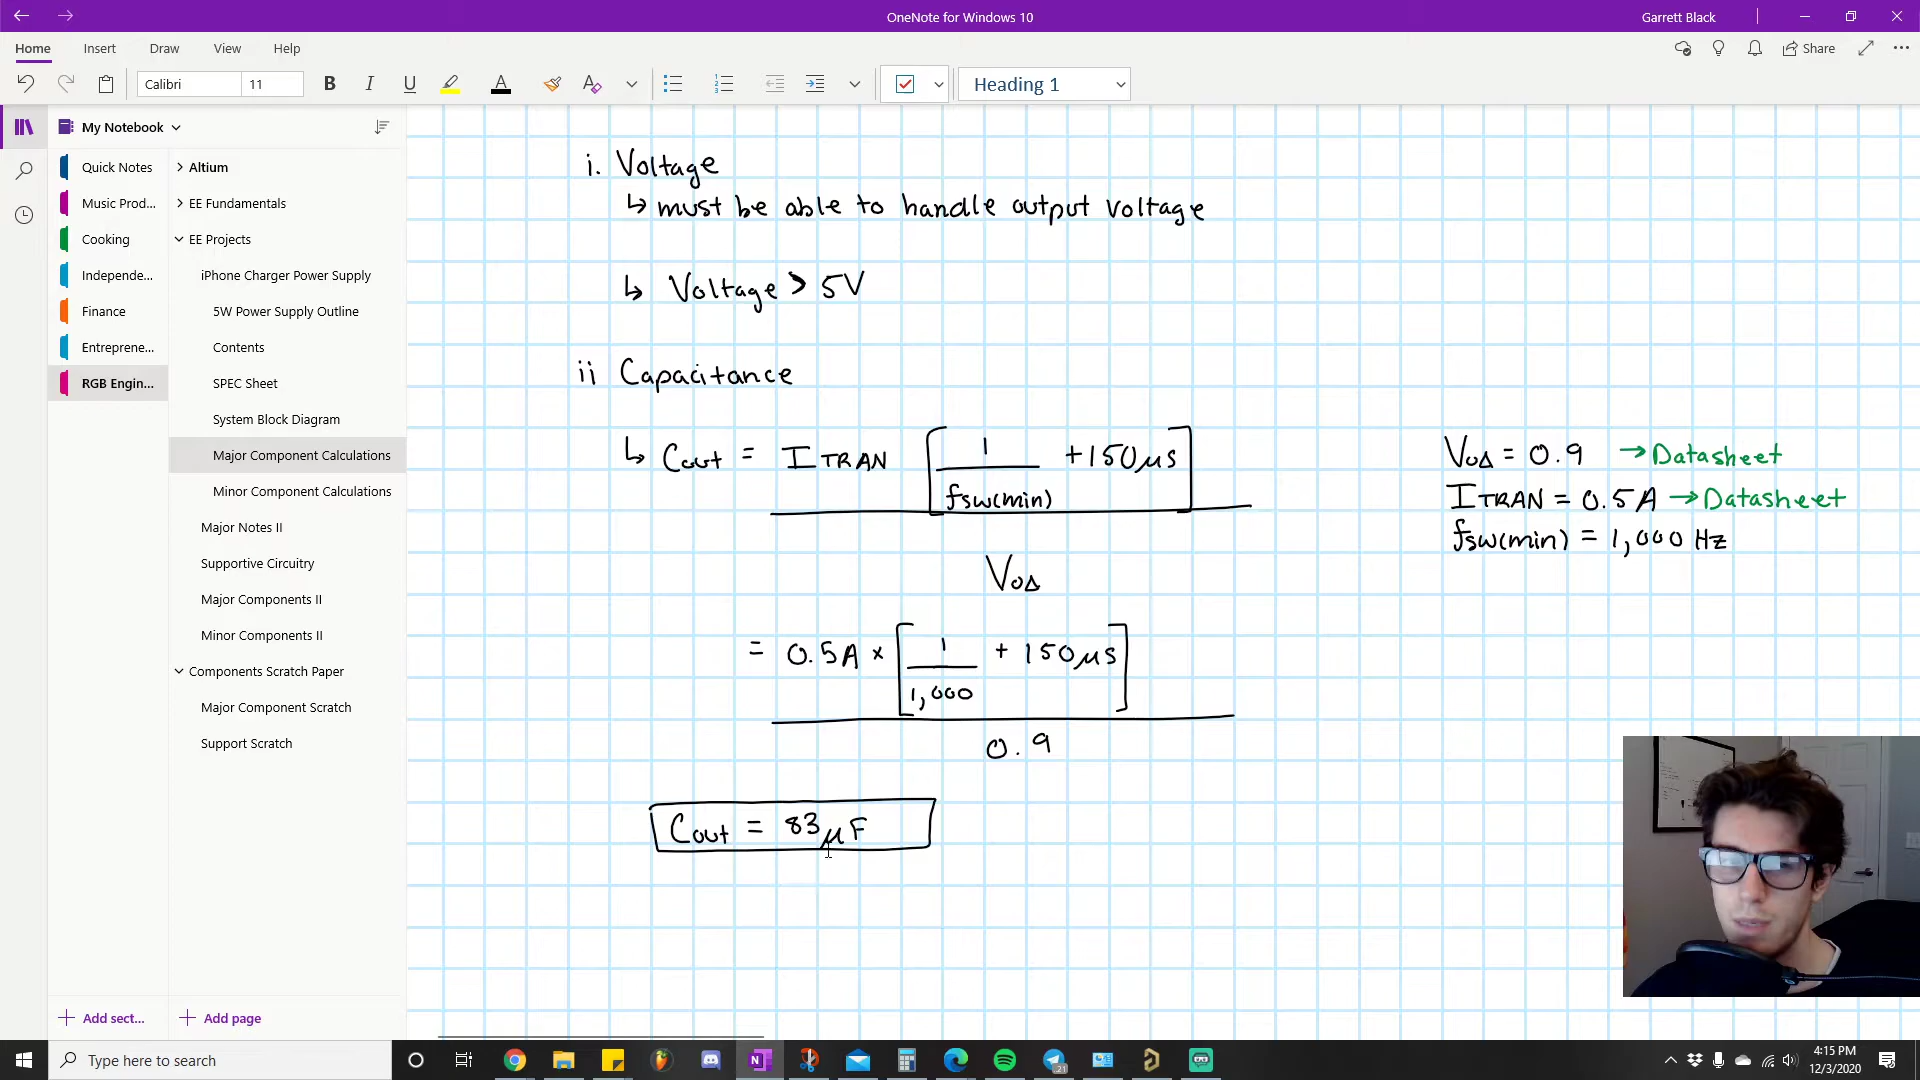 OneNote for Windows 10
Garrett Black
Home Insert Draw View Help
Share
Calibri 11 B I U A Heading 1
My Notebook
Quick Notes
Music Prod...
Cooking
Independe...
Finance
Entreprene...
RGB Engin...
Altium
EE Fundamentals
EE Projects
iPhone Charger Power Supply
5W Power Supply Outline
Contents
SPEC Sheet
System Block Diagram
Major Component Calculations
Minor Component Calculations
Major Notes II
Supportive Circuitry
Major Components II
Minor Components II
Components Scratch Paper
Major Component Scratch
Support Scratch
Add sect...
Add page
i. Voltage
↳ must be able to handle output voltage
↳ Voltage > 5V
ii Capacitance
↳ Cout = ITRAN [1 / fsw(min) + 150μs]
VOΔ
= 0.5A × [1 / 1,000 + 150μs]
0.9
Cout = 83μF
VOΔ = 0.9 → Datasheet
ITRAN = 0.5A → Datasheet
fsw(min) = 1,000 Hz
Type here to search
21
4:15 PM
12/3/2020